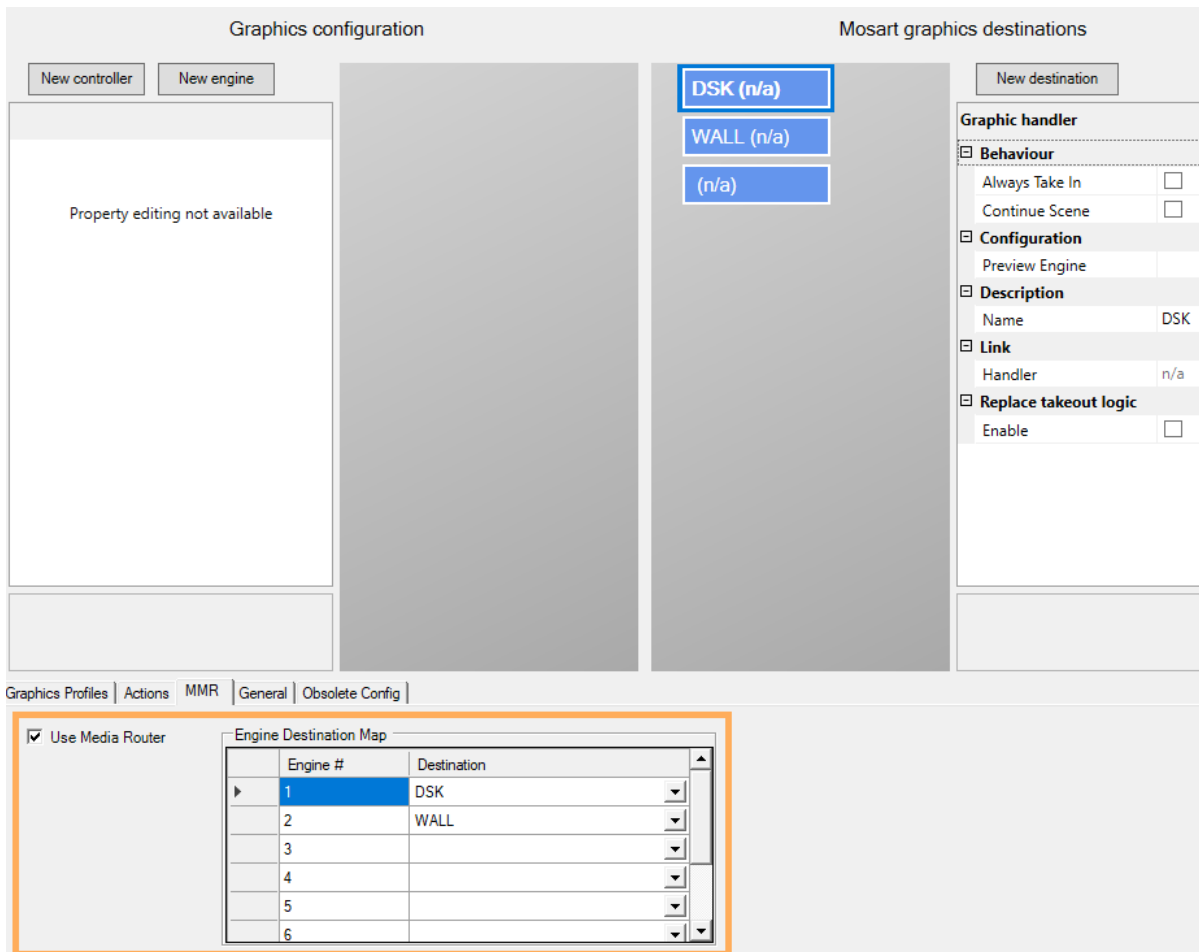 Graphics configuration
Mosart graphics destinations
New controller
New engine
Property editing not available
DSK (n/a)
WALL (n/a)
(n/a)
New destination
Graphic handler
Behaviour
Always Take In
Continue Scene
Configuration
Preview Engine
Description
Name DSK
Link
Handler n/a
Replace takeout logic
Enable
Graphics Profiles Actions MMR General Obsolete Config
Use Media Router
Engine Destination Map
Engine # Destination
1 DSK
2 WALL
3
4
5
6